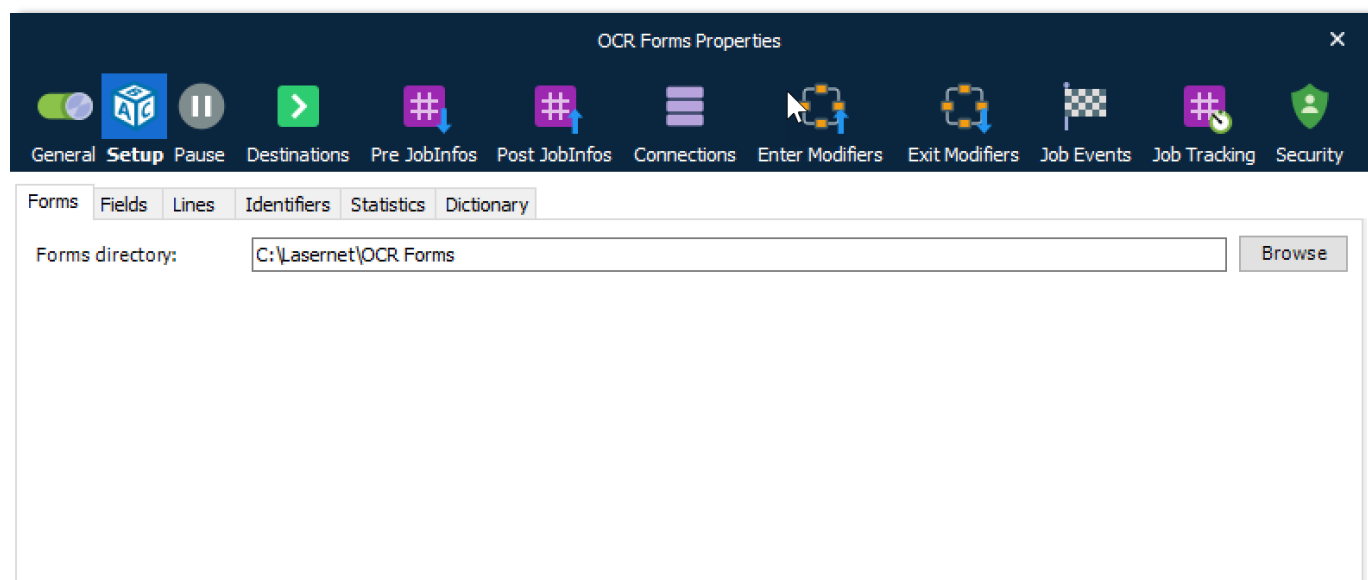 OCR Forms Properties
General Setup Pause Destinations Pre JobInfos Post JobInfos Connections Enter Modifiers Exit Modifiers Job Events Job Tracking Security
Forms Fields Lines Identifiers Statistics Dictionary
Forms directory: C:\Lasernet\OCR Forms Browse